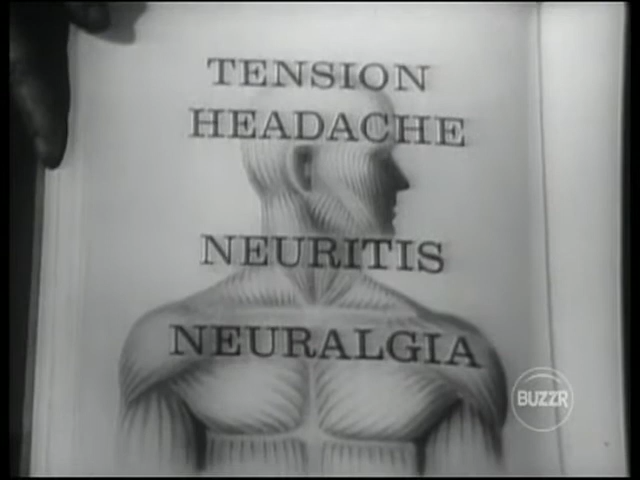 TENSION
HEADACHE
NEURITIS
NEURALGIA
BUZZR